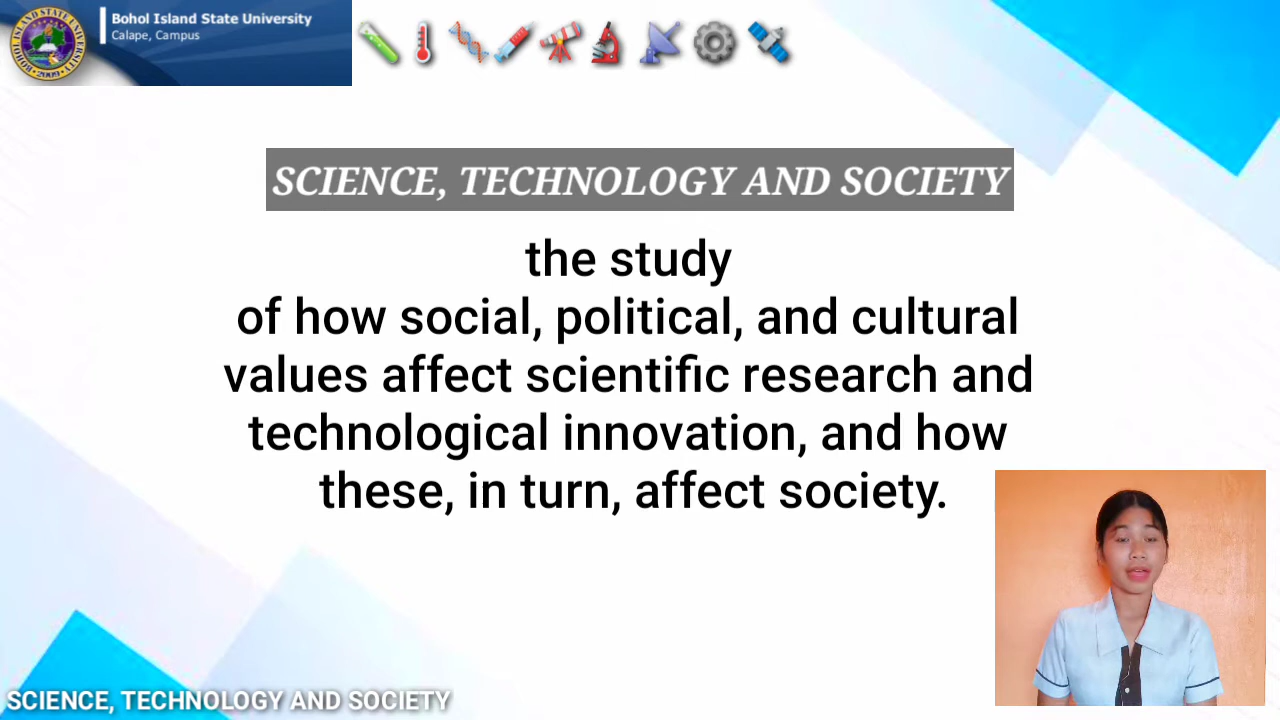 Bohol Island State University
Calape, Campus
SCIENCE, TECHNOLOGY AND SOCIETY
the study
of how social, political, and cultural
values affect scientific research and
technological innovation, and how
these, in turn, affect society.
SCIENCE, TECHNOLOGY AND SOCIETY